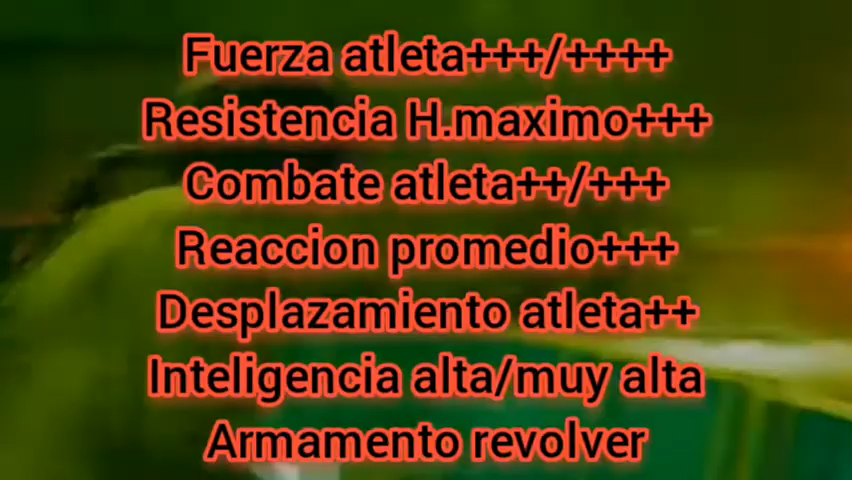 Fuerza atleta+++/++++
Resistencia H.maximo+++
Combate atleta++/+++
Reaccion promedio+++
Desplazamiento atleta++
Inteligencia alta/muy alta
Armamento revolver